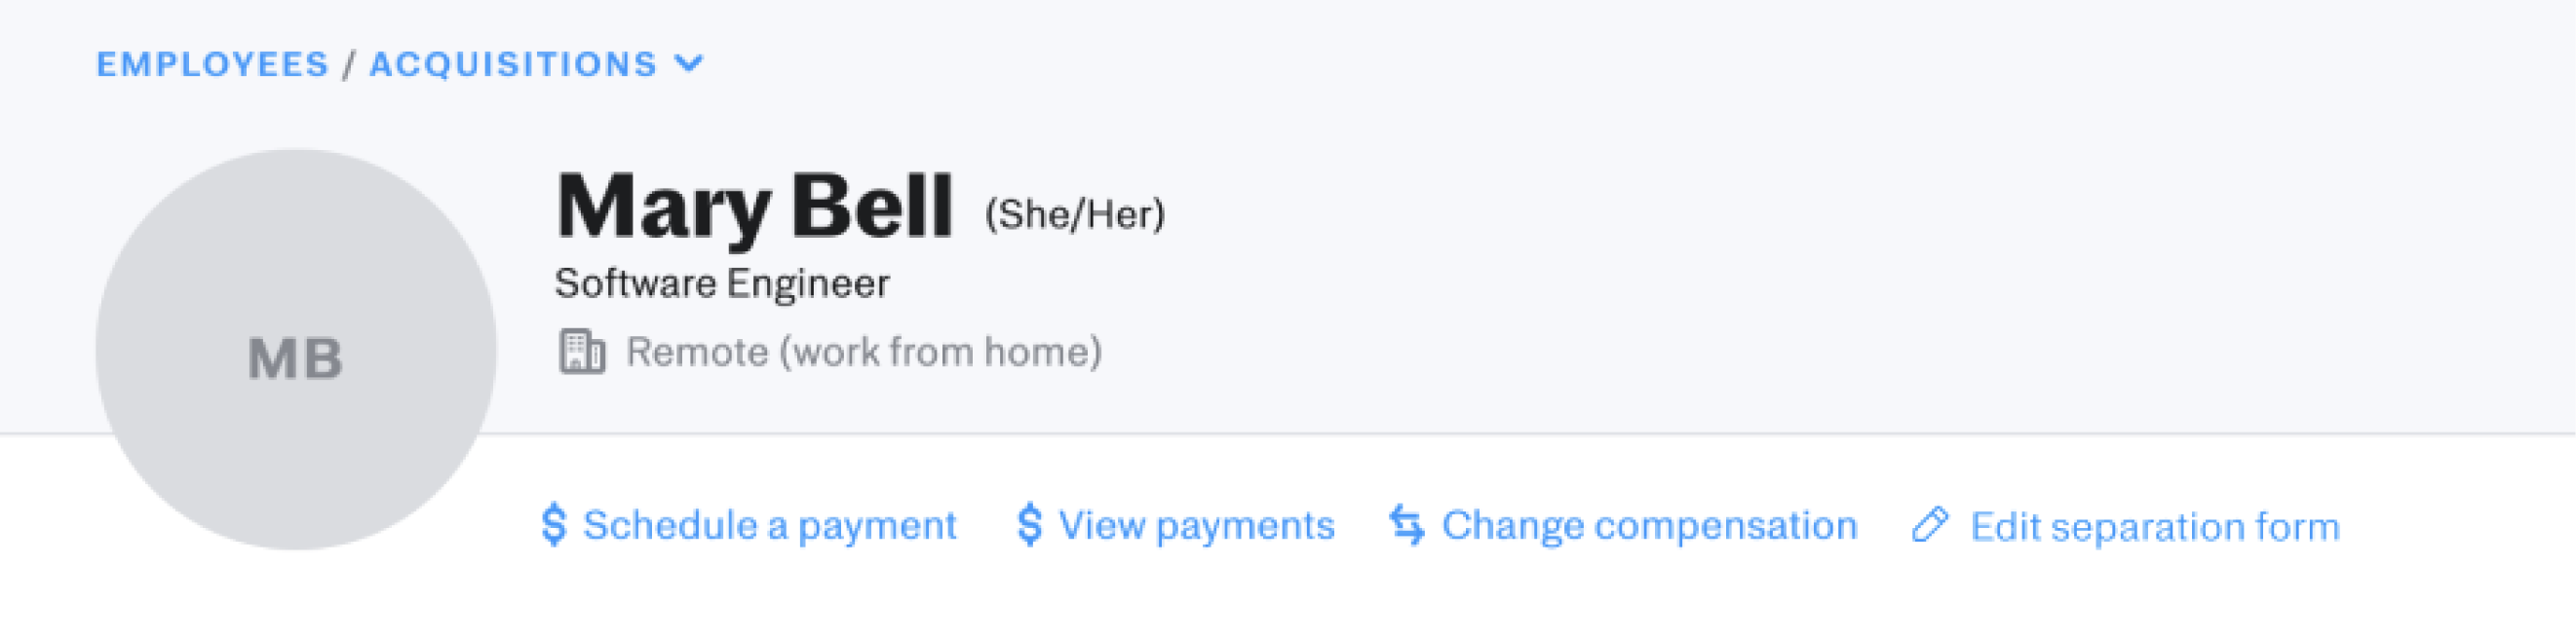 EMPLOYEES / ACQUISITIONS
Mary Bell (She/Her)
Software Engineer
MB
Remote (work from home)
$ Schedule a payment $ View payments Change compensation Edit separation form